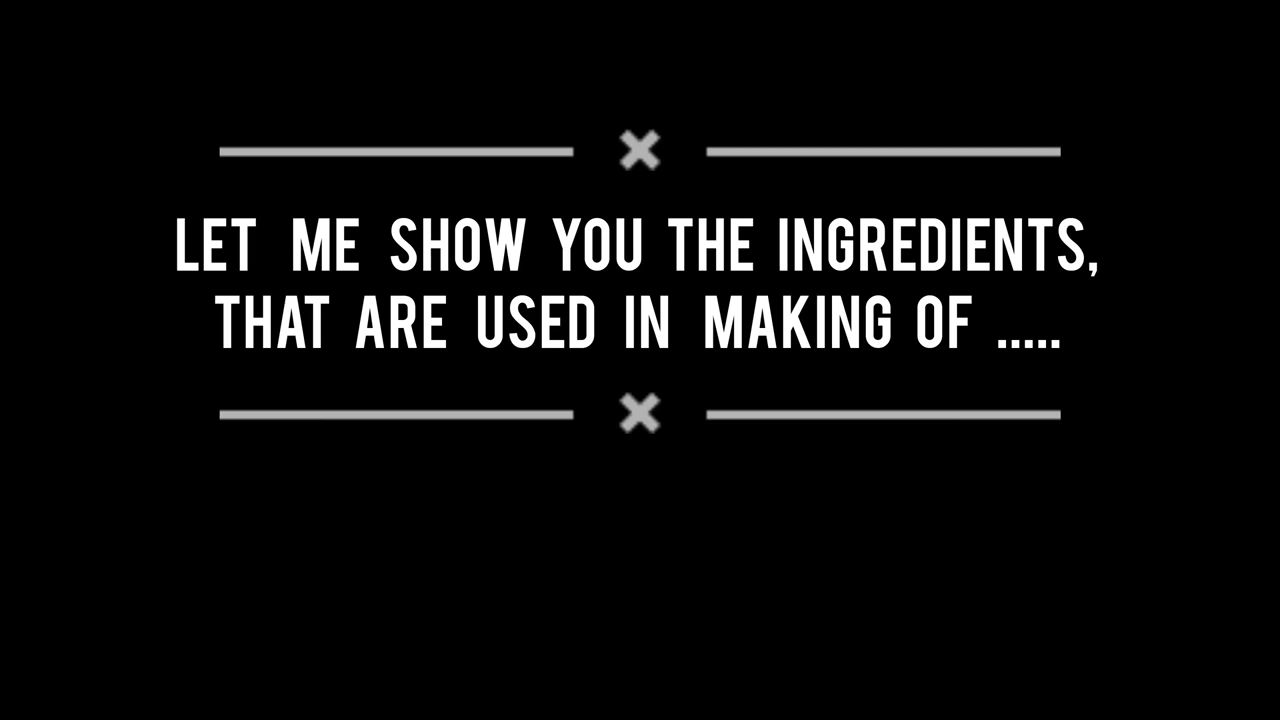 LET ME SHOW YOU THE INGREDIENTS,
THAT ARE USED IN MAKING OF .....